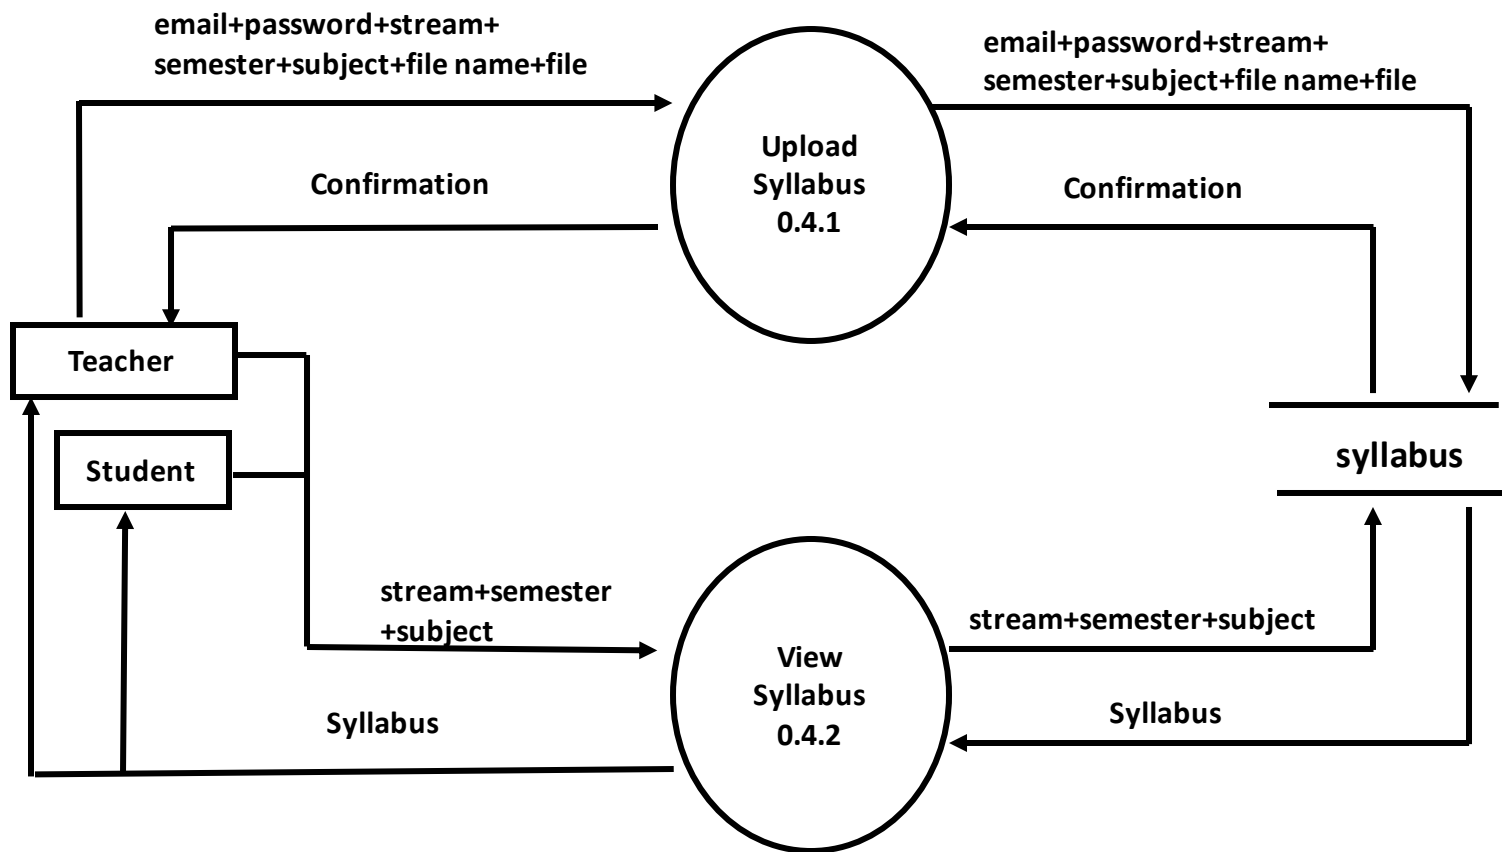 email+password+stream+
semester+subject+file name+file
email+password+stream+
semester+subject+file name+file
Upload
Syllabus
0.4.1
Confirmation
Confirmation
Teacher
Student
syllabus
stream+semester
+subject
stream+semester+subject
View
Syllabus
0.4.2
Syllabus
Syllabus